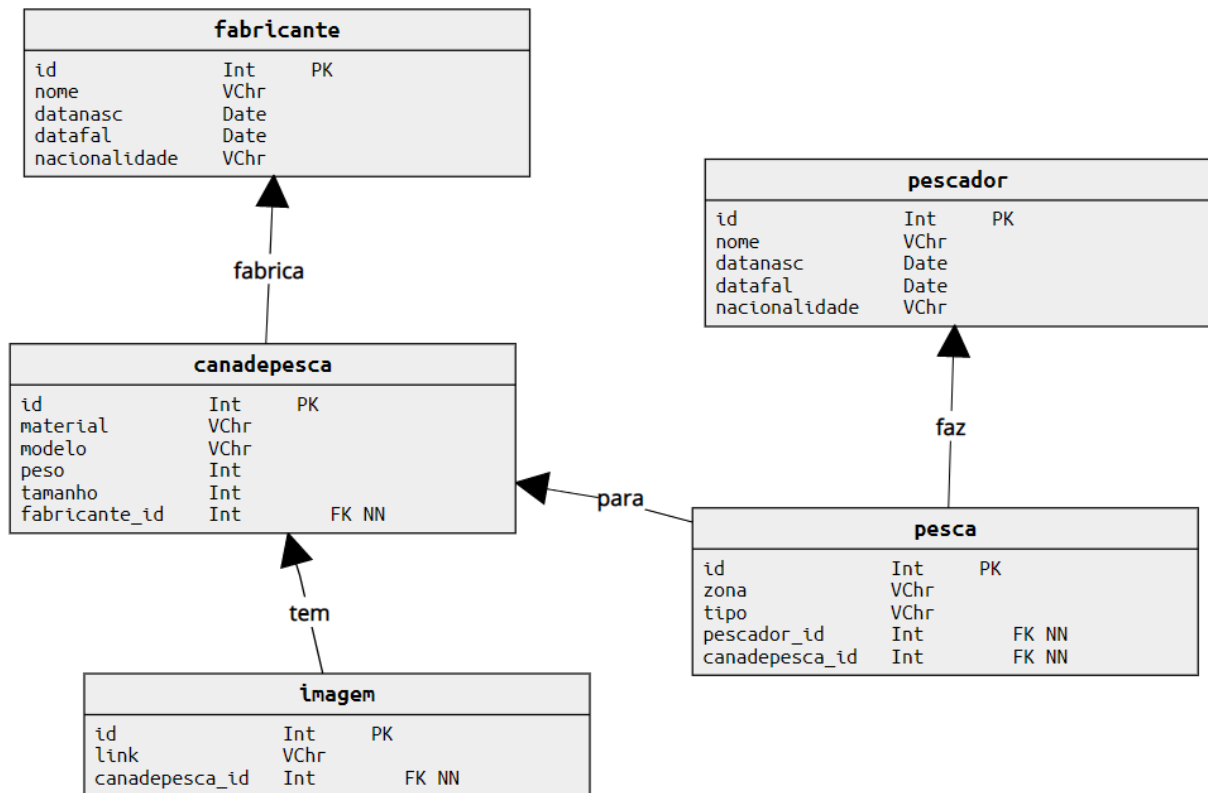 fabricante
id Int PK
nome VChr
datanasc Date
datafal Date
nacionalidade VChr
fabrica
canadepesca
id Int PK
material VChr
modelo VChr
peso Int
tamanho Int
fabricante_id Int FK NN
tem
imagem
id Int PK
link VChr
canadepesca_id Int FK NN
pescador
id Int PK
nome VChr
datanasc Date
datafal Date
nacionalidade VChr
faz
para
pesca
id Int PK
zona VChr
tipo VChr
pescador_id Int FK NN
canadepesca_id Int FK NN